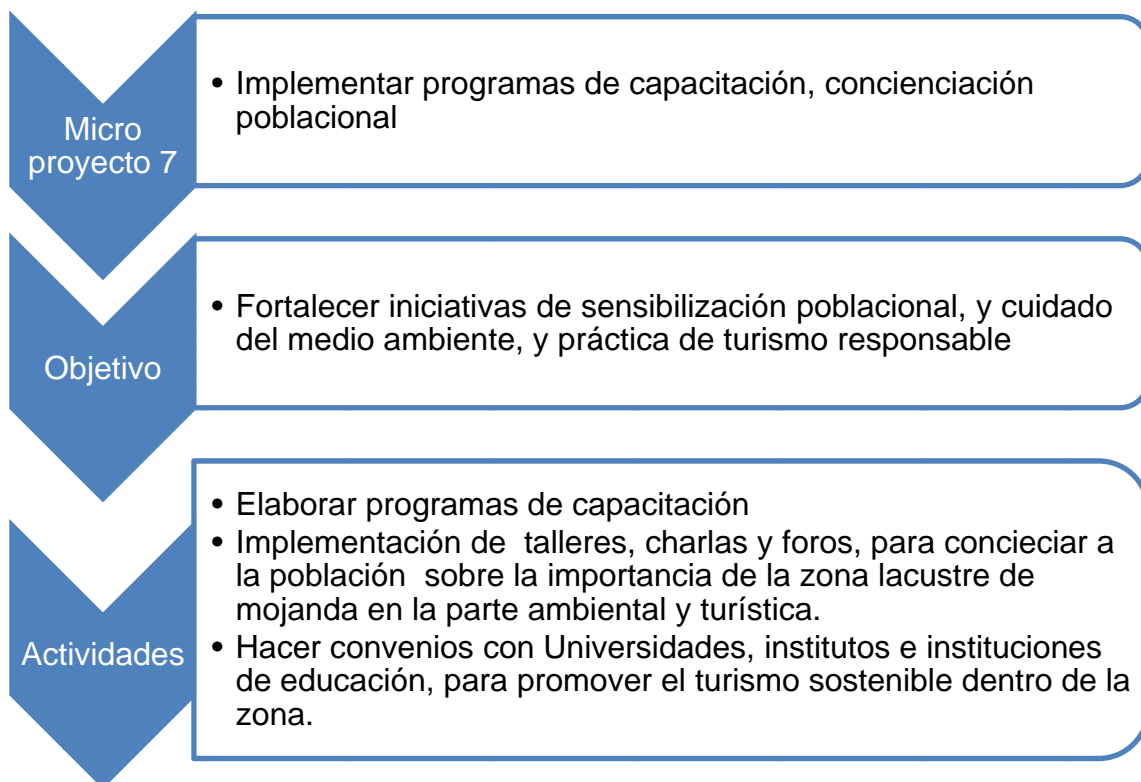 Micro
proyecto 7
• Implementar programas de capacitación, concienciación
poblacional
Objetivo
• Fortalecer iniciativas de sensibilización poblacional, y cuidado
del medio ambiente, y práctica de turismo responsable
Actividades
• Elaborar programas de capacitación
• Implementación de  talleres, charlas y foros, para concieciar a
la población  sobre la importancia de la zona lacustre de
mojanda en la parte ambiental y turística.
• Hacer convenios con Universidades, institutos e instituciones
de educación, para promover el turismo sostenible dentro de la
zona.